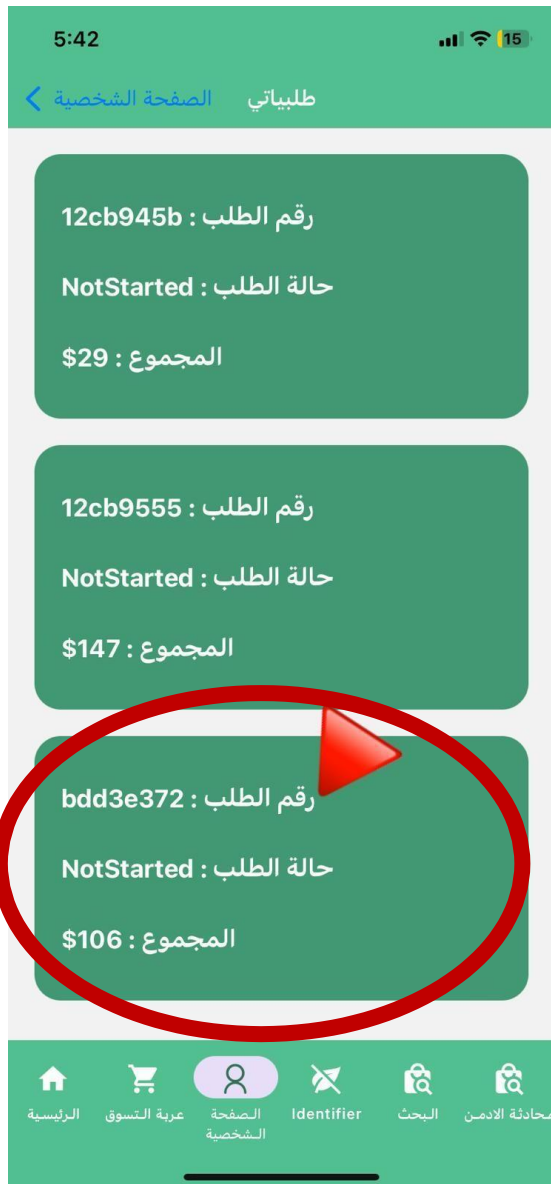 5:42
15
طلبياتي
الصفحة الشخصية
رقم الطلب : 12cb945b
حالة الطلب : NotStarted
المجموع : 29$
رقم الطلب : 12cb9555
حالة الطلب : NotStarted
المجموع : 147$
رقم الطلب : bdd3e372
حالة الطلب : NotStarted
المجموع : 106$
محادثة الادمن
البحث
Identifier
الصفحة
الشخصية
عربة التسوق
الرئيسية